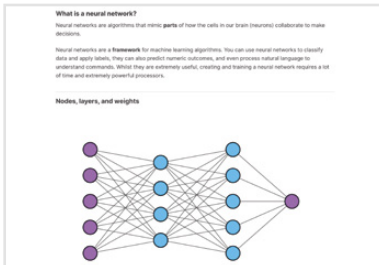 What is a neural network?
Neural networks are algorithms that mimic parts of how the cells in our brain (neurons) collaborate to make
decisions.
Neural networks are a framework for machine learning algorithms. You can use neural networks to classify
data and apply labels, they can also predict numeric outcomes, and even process natural language to
understand commands. Whilst they are extremely useful, creating and training a neural network requires a lot
of time and extremely powerful processors.
Nodes, layers, and weights